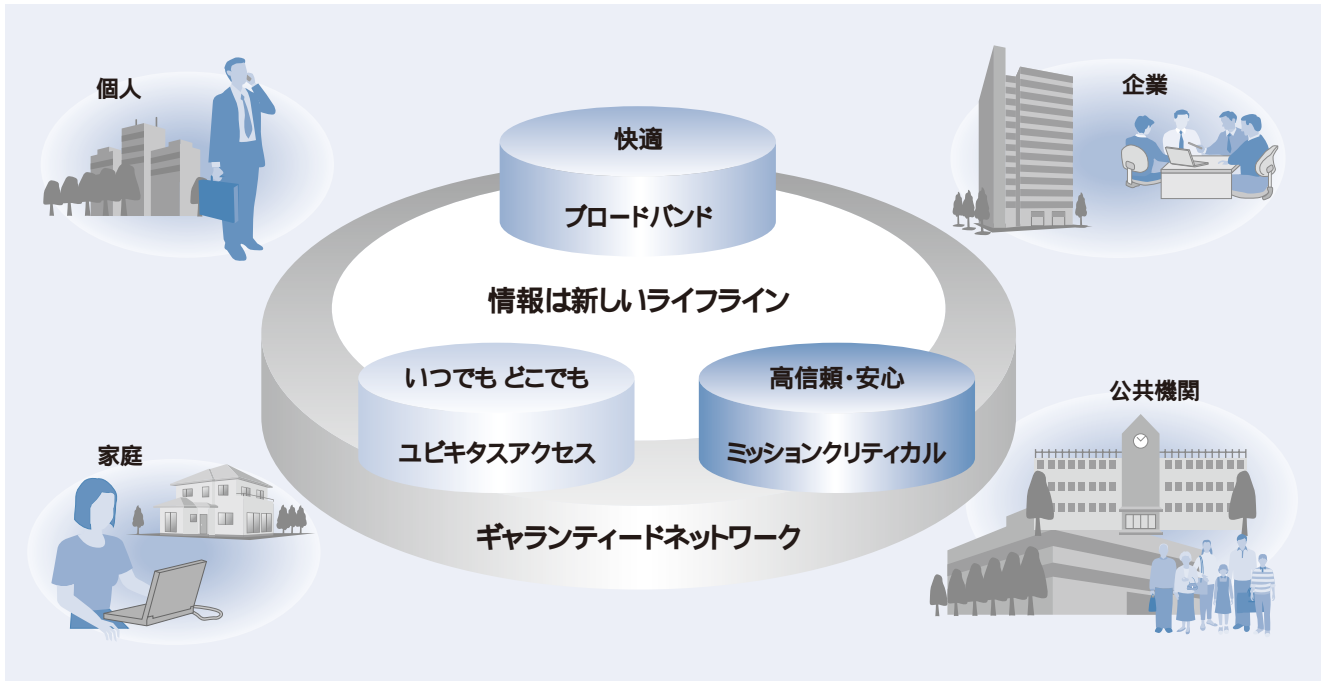 個人
企業
快適
ブロードバンド
情報は新しいライフライン
いつでも どこでも
ユビキタスアクセス
高信頼・安心
ミッションクリティカル
公共機関
家庭
ギャランティードネットワーク